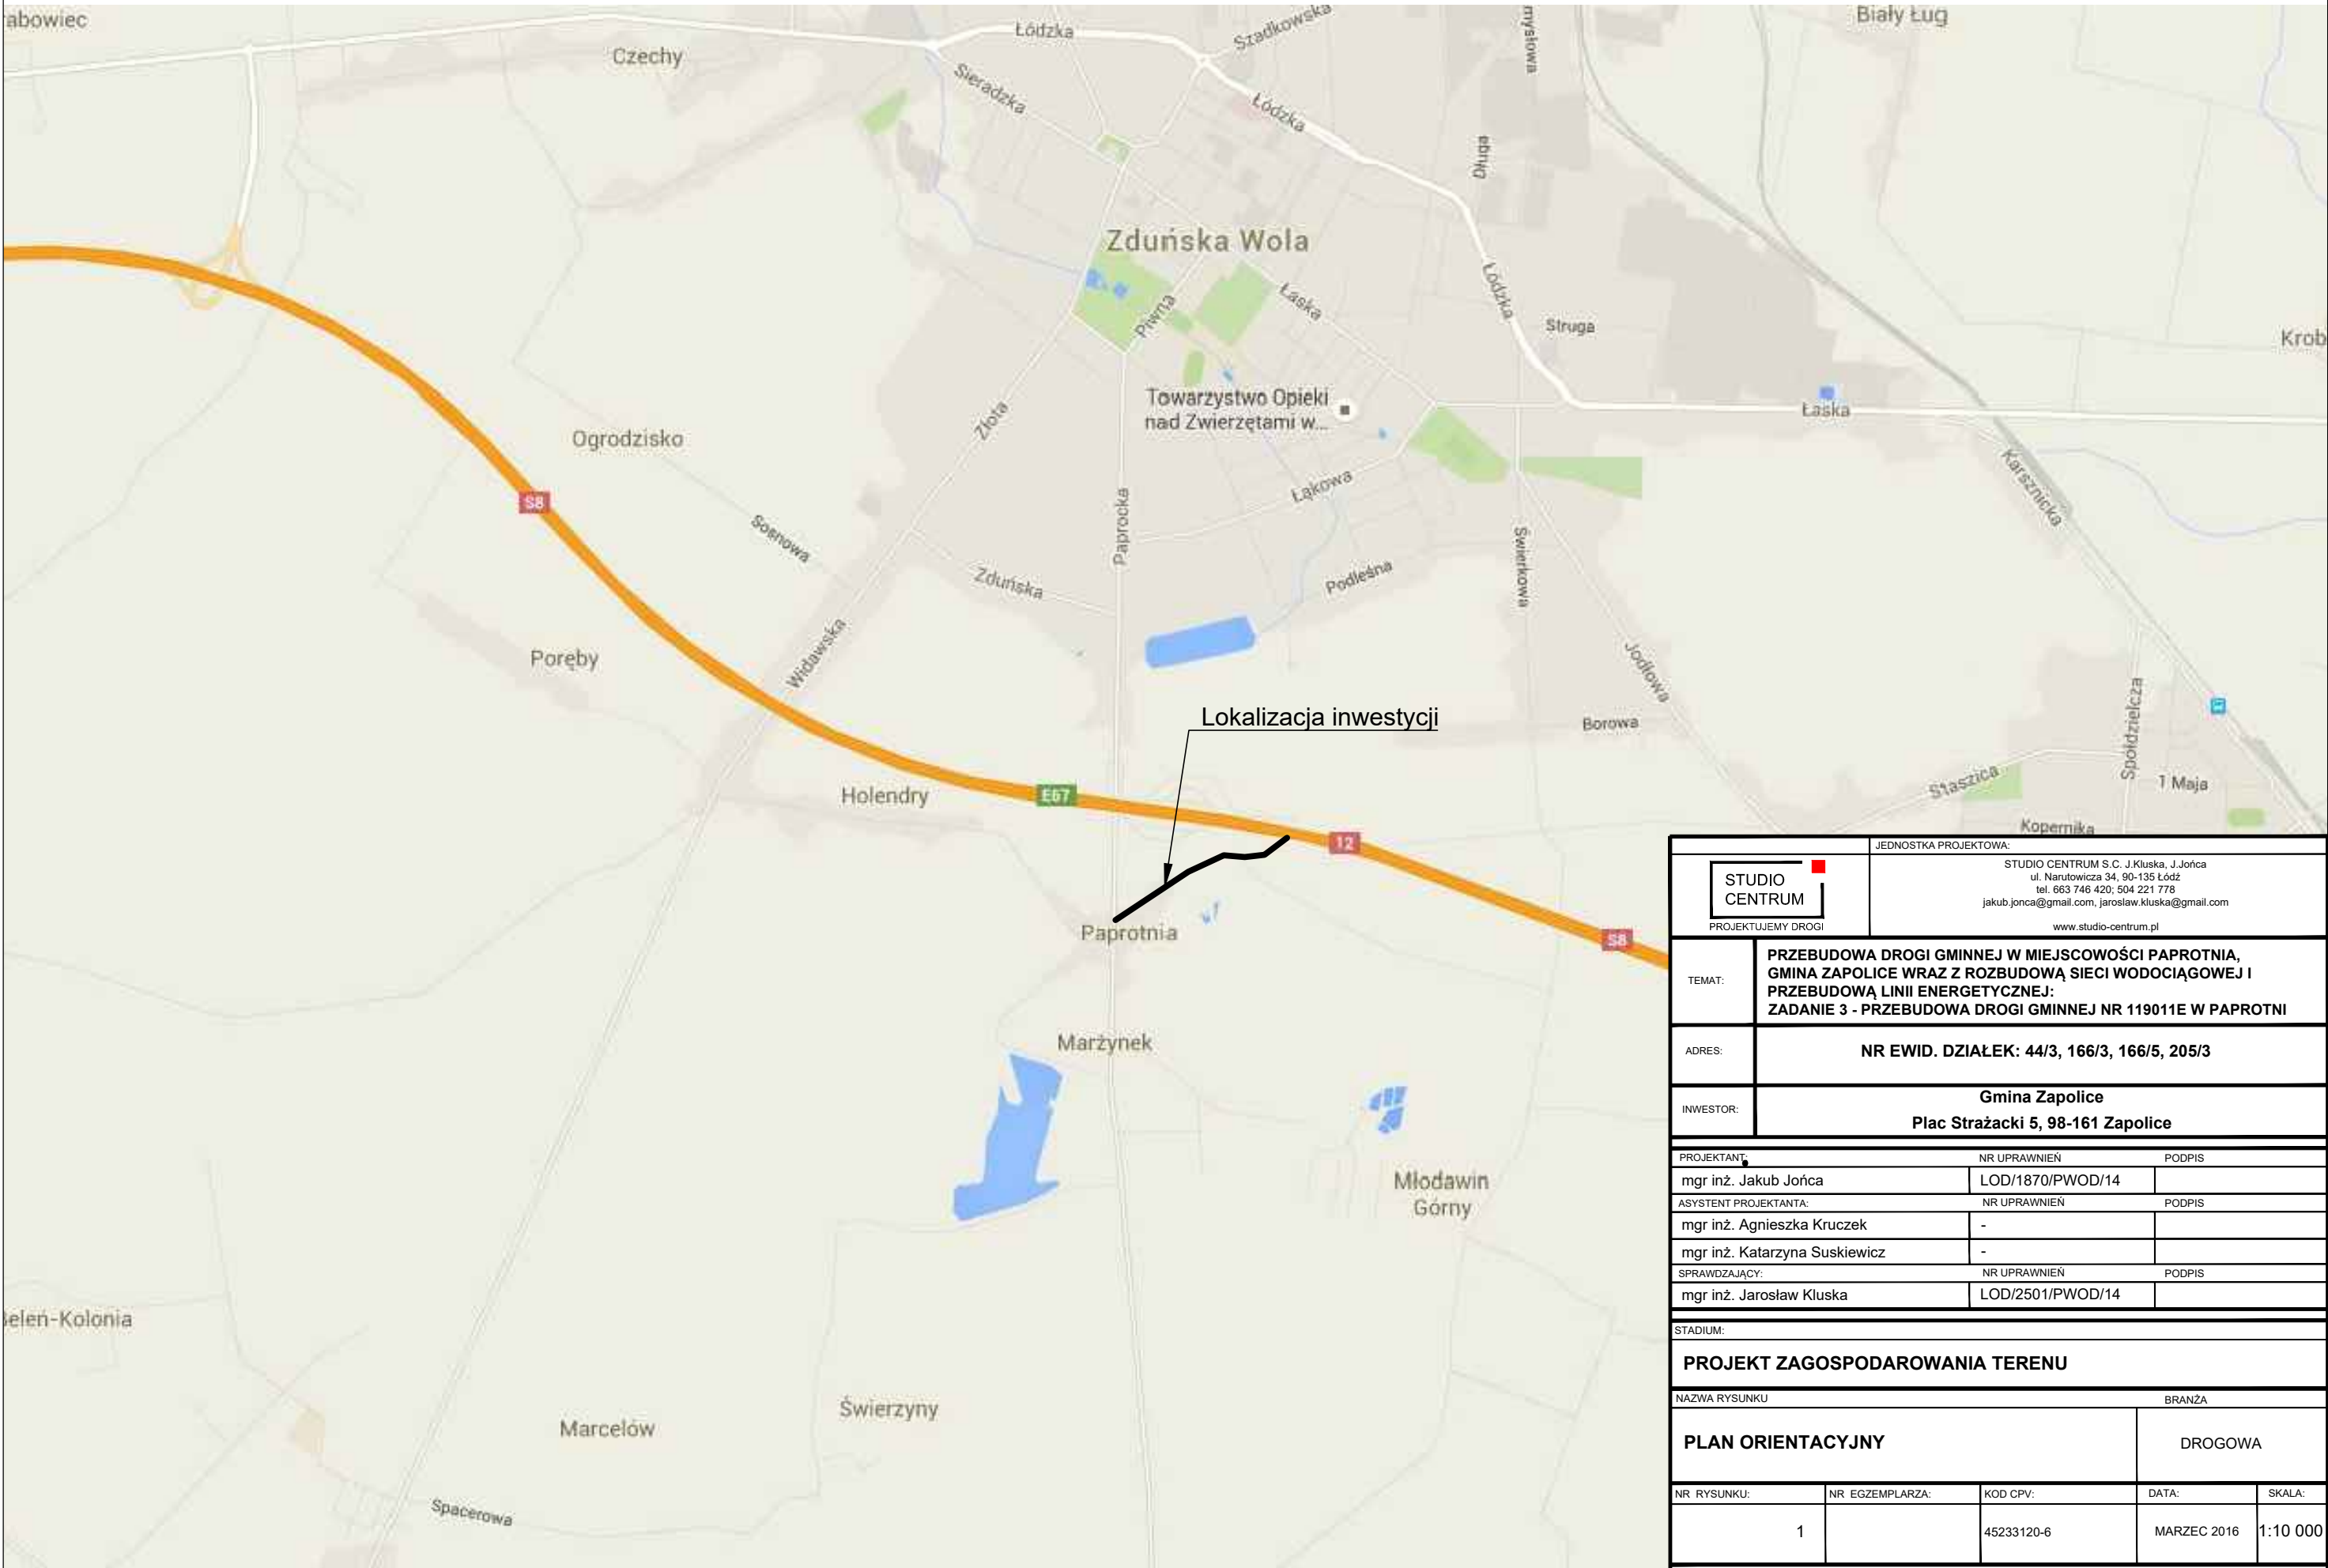 rabowiec
Czechy
Łódzka
Szadkowska
mysłowa
Biały Ług
Sieradzka
Łódzka
Długa
Zduńska Wola
Łódzka
Piwna
Łaska
Struga
Krob
Towarzystwo Opieki
nad Zwierzętami w...
Łaska
Złota
Ogrodzisko
Karsznicka
Łąkowa
S8
Paprocka
Sosnowa
Świerkowa
Zduńska
Podleśna
Widawska
Poręby
Jodłowa
Lokalizacja inwestycji
Borowa
Spółdzielcza
Staszica
1 Maja
Holendry
E67
Kopernika
12
Paprotnia
S8
Marżynek
Młodawin
Górny
Beleń-Kolonia
Świerzyny
Marcelów
Spacerowa
JEDNOSTKA PROJEKTOWA:
STUDIO
CENTRUM
PROJEKTUJEMY DROGI
STUDIO CENTRUM S.C. J.Kluska, J.Jońca
ul. Narutowicza 34, 90-135 Łódź
tel. 663 746 420; 504 221 778
jakub.jonca@gmail.com, jaroslaw.kluska@gmail.com
www.studio-centrum.pl
TEMAT:
PRZEBUDOWA DROGI GMINNEJ W MIEJSCOWOŚCI PAPROTNIA,
GMINA ZAPOLICE WRAZ Z ROZBUDOWĄ SIECI WODOCIĄGOWEJ I
PRZEBUDOWĄ LINII ENERGETYCZNEJ:
ZADANIE 3 - PRZEBUDOWA DROGI GMINNEJ NR 119011E W PAPROTNI
ADRES:
NR EWID. DZIAŁEK: 44/3, 166/3, 166/5, 205/3
INWESTOR:
Gmina Zapolice
Plac Strażacki 5, 98-161 Zapolice
PROJEKTANT: NR UPRAWNIEŃ PODPIS
mgr inż. Jakub Jońca LOD/1870/PWOD/14
ASYSTENT PROJEKTANTA: NR UPRAWNIEŃ PODPIS
mgr inż. Agnieszka Kruczek -
mgr inż. Katarzyna Suskiewicz -
SPRAWDZAJĄCY: NR UPRAWNIEŃ PODPIS
mgr inż. Jarosław Kluska LOD/2501/PWOD/14
STADIUM:
PROJEKT ZAGOSPODAROWANIA TERENU
NAZWA RYSUNKU BRANŻA
PLAN ORIENTACYJNY DROGOWA
NR RYSUNKU: NR EGZEMPLARZA: KOD CPV: DATA: SKALA:
1 45233120-6 MARZEC 2016 1:10 000